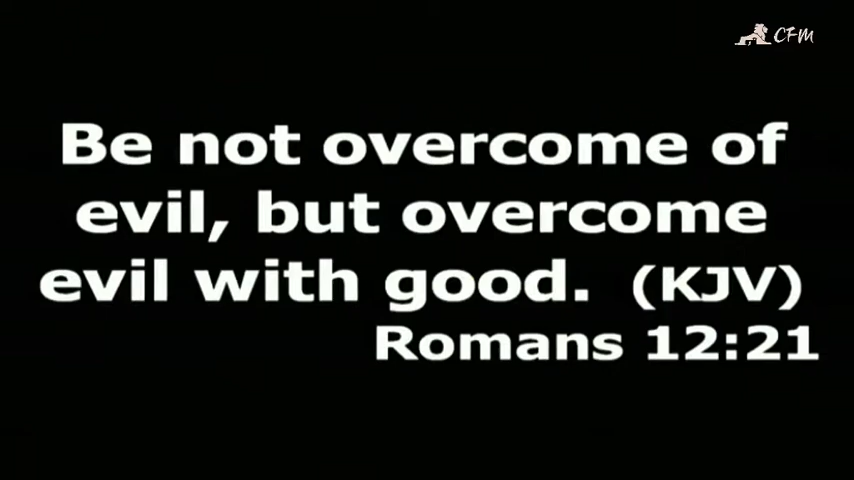 CFM
Be not overcome of
evil, but overcome
evil with good. (KJV)
Romans 12:21